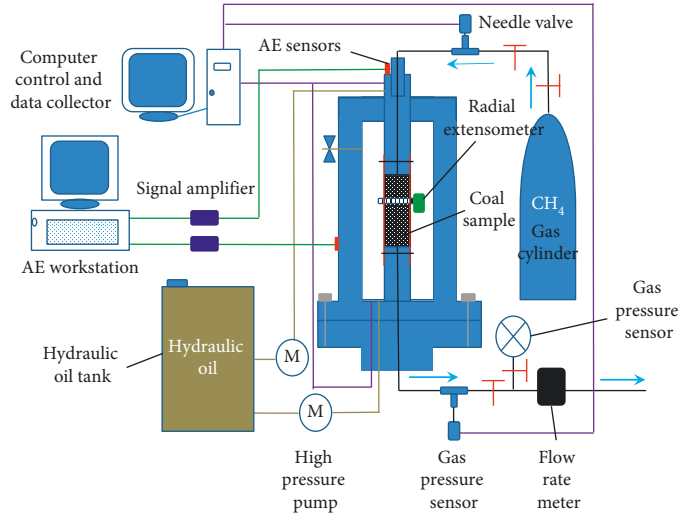 Needle valve
AE sensors
Computer
control and
data collector
Radial
extensometer
Signal amplifier
Coal
sample
CH4
Gas
cylinder
AE workstation
Gas
pressure
sensor
Hydraulic
oil tank
Hydraulic
oil
M
M
High
pressure
pump
Gas
pressure
sensor
Flow
rate
meter